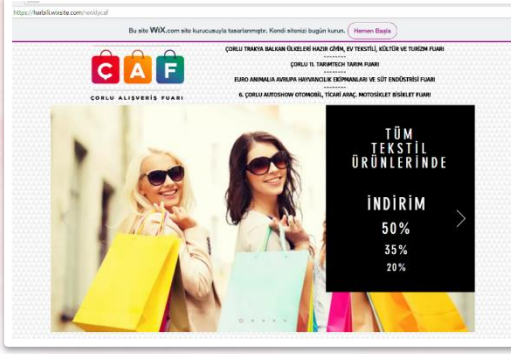 https://harbili.wixsite.com/newidycaf
Bu site WiX.com site kurucusuyla tasarlanmıştır. Kendi sitenizi bugün kurun.
Hemen Başla
ÇAF
ÇORLU ALIŞVERİŞ FUARI
ÇORLU TRAKYA BALKAN ÜLKELERİ HAZIR GİYİM, EV TEKSTİLİ, KÜLTÜR VE TURİZM FUARI
ÇORLU 11. TARIMTECH TARIM FUARI
EURO ANIMALIA AVRUPA HAYVANCILIK EKİPMANLARI VE SÜT ENDÜSTRİSİ FUARI
6. ÇORLU AUTOSHOW OTOMOBİL, TİCARİ ARAÇ, MOTOSİKLET BİSİKLET FUARI
TÜM
TEKSTİL
ÜRÜNLERİNDE
İNDİRİM
50%
35%
20%